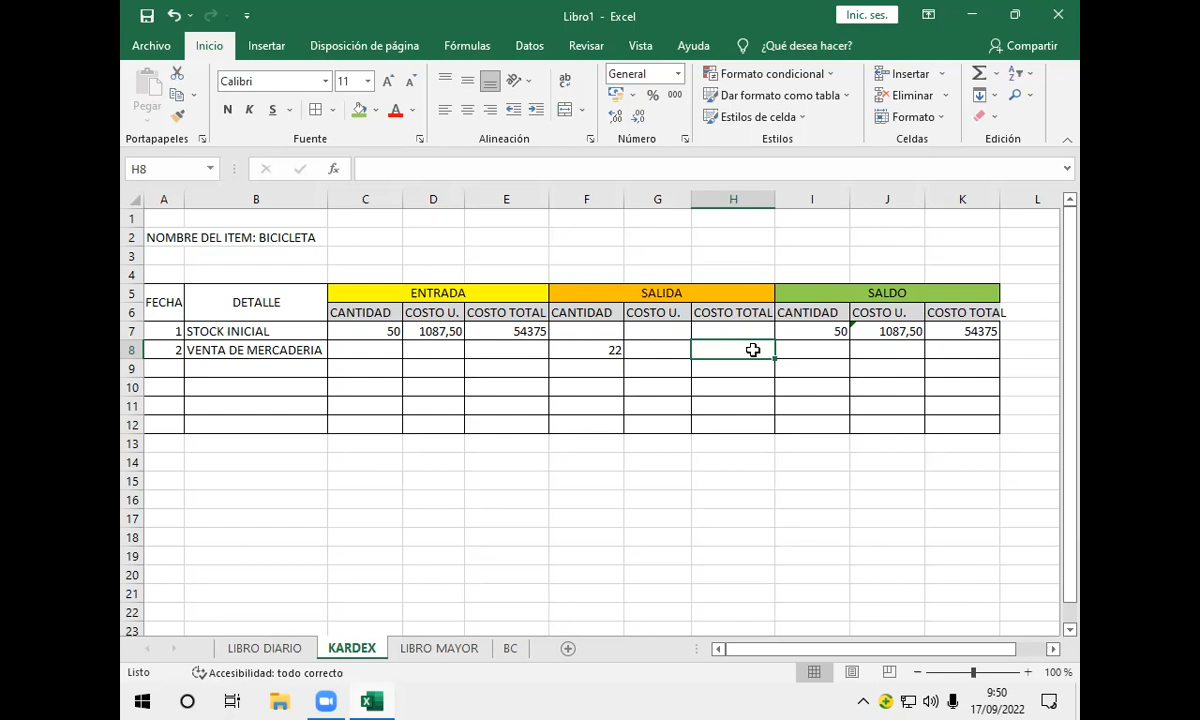 Libro1 - Excel
Inic. ses.
Archivo Inicio Insertar Disposición de página Fórmulas Datos Revisar Vista Ayuda ¿Qué desea hacer? Compartir
Pegar
Calibri 11
N K S
General
% 000
Formato condicional
Dar formato como tabla
Estilos de celda
Insertar
Eliminar
Formato
Portapapeles Fuente Alineación Número Estilos Celdas Edición
H8 fx
A B C D E F G H I J K L
1
2 NOMBRE DEL ITEM: BICICLETA
3
4
5 FECHA DETALLE ENTRADA SALIDA SALDO
6 CANTIDAD COSTO U. COSTO TOTAL CANTIDAD COSTO U. COSTO TOTAL CANTIDAD COSTO U. COSTO TOTAL
7 1 STOCK INICIAL 50 1087,50 54375 50 1087,50 54375
8 2 VENTA DE MERCADERIA 22
9
10
11
12
13
14
15
16
17
18
19
20
21
22
23
LIBRO DIARIO KARDEX LIBRO MAYOR BC
Listo Accesibilidad: todo correcto 100 %
9:50
17/09/2022